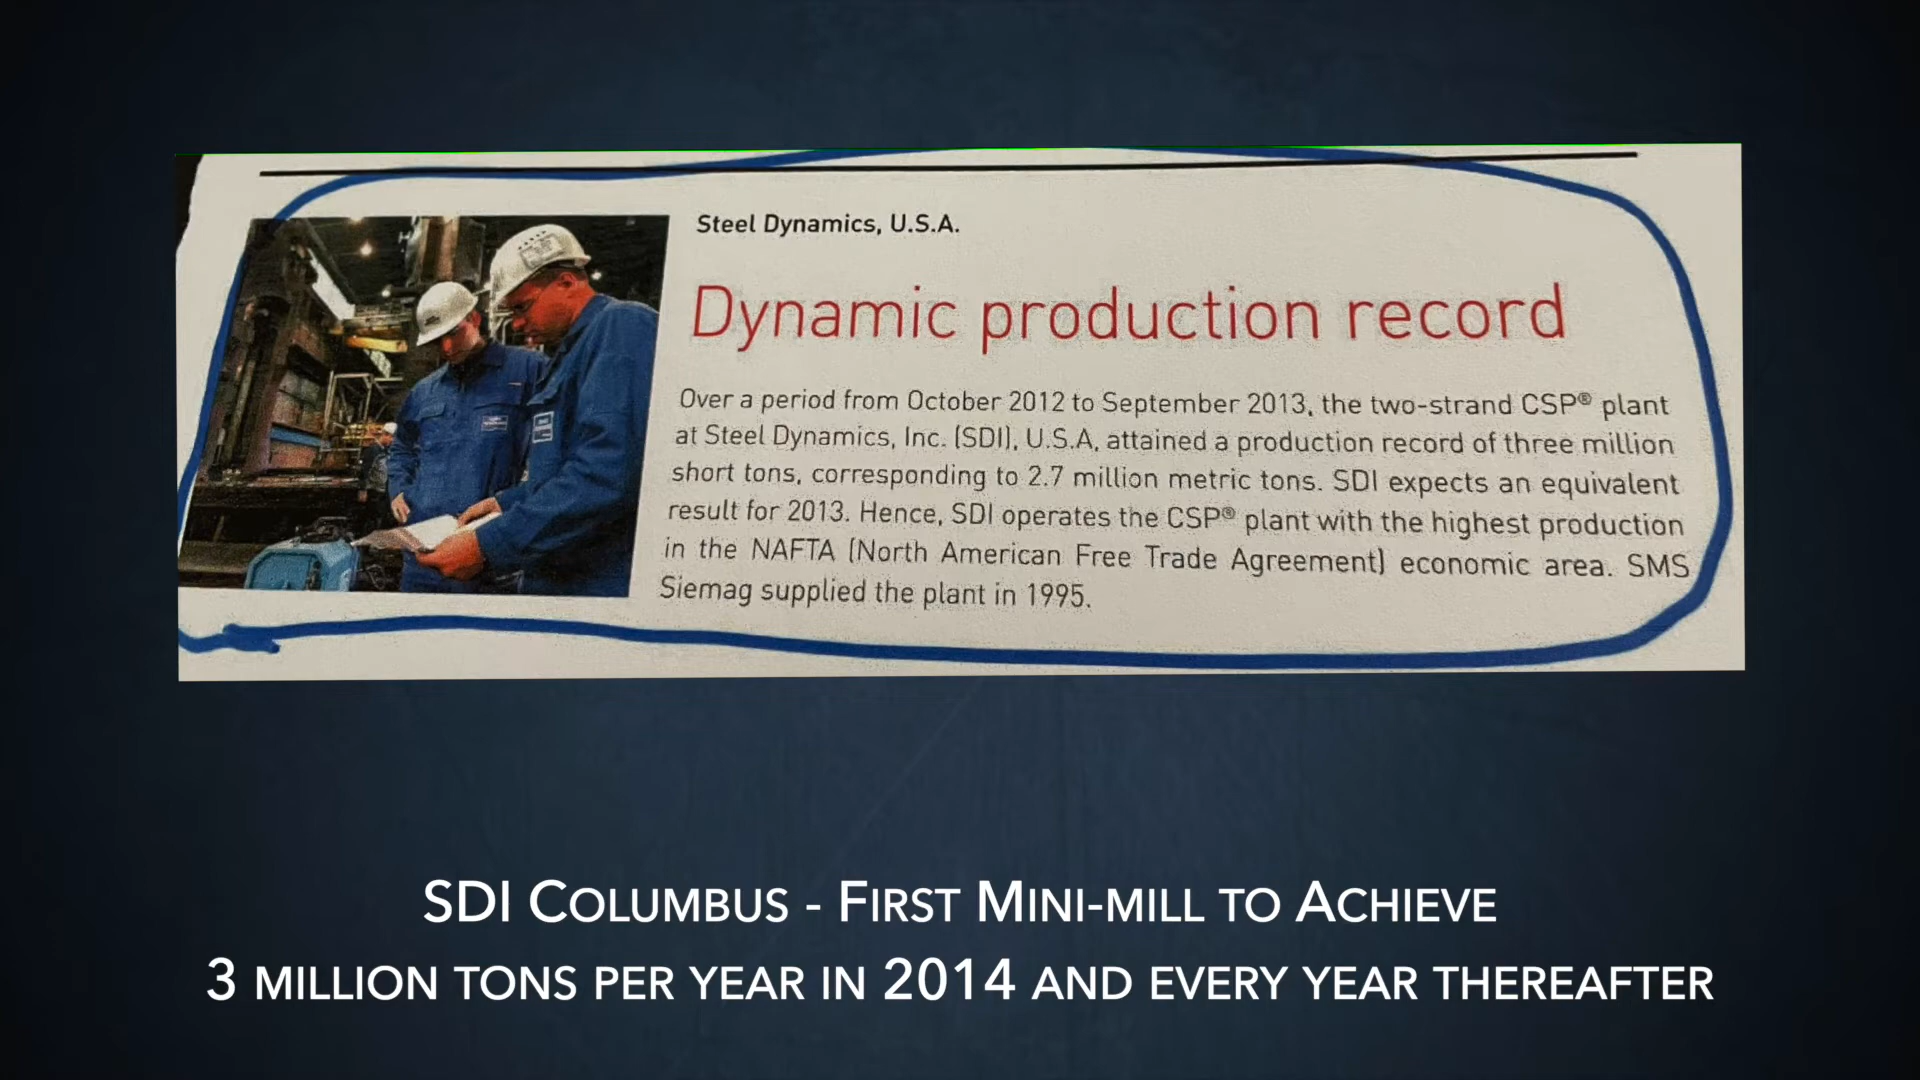 Steel Dynamics, U.S.A.
Dynamic production record
Over a period from October 2012 to September 2013, the two-strand CSP® plant
at Steel Dynamics, Inc. (SDI), U.S.A, attained a production record of three million
short tons, corresponding to 2.7 million metric tons. SDI expects an equivalent
result for 2013. Hence, SDI operates the CSP® plant with the highest production
in the NAFTA (North American Free Trade Agreement) economic area. SMS
Siemag supplied the plant in 1995.
SDI COLUMBUS - FIRST MINI-MILL TO ACHIEVE
3 MILLION TONS PER YEAR IN 2014 AND EVERY YEAR THEREAFTER